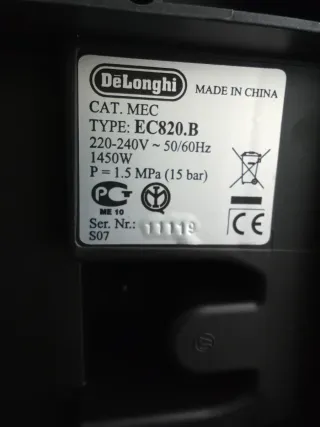 DeLonghi
MADE IN CHINA
CAT. MEC
TYPE: EC820.B
220-240V ~ 50/60Hz
1450W
P = 1.5 MPa (15 bar)
ME 10
Ser. Nr.: 11119
S07
CE